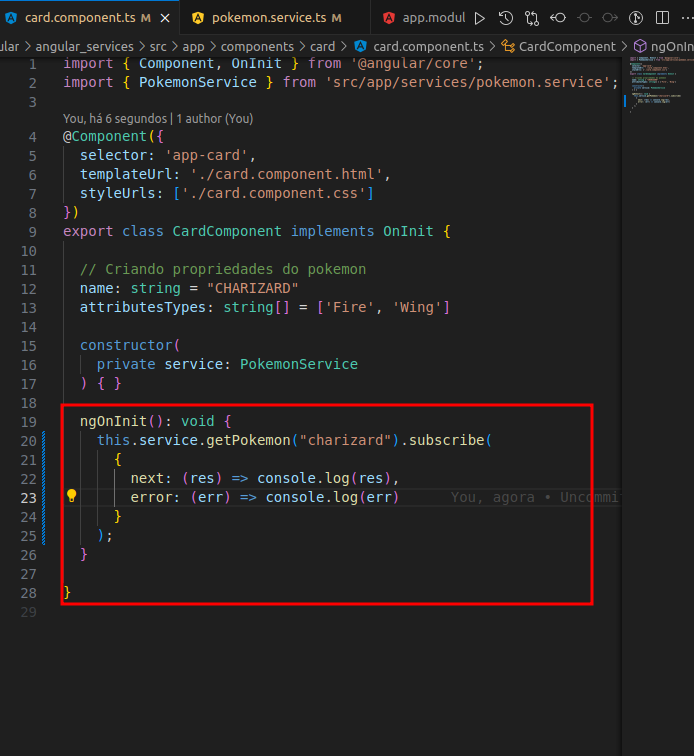 card.component.ts M
pokemon.service.ts M
app.modul
ular > angular_services > src > app > components > card > card.component.ts > CardComponent > ngOnIn
1 import { Component, OnInit } from '@angular/core';
2 import { PokemonService } from 'src/app/services/pokemon.service';
3
You, há 6 segundos | 1 author (You)
4 @Component({
5 selector: 'app-card',
6 templateUrl: './card.component.html',
7 styleUrls: ['./card.component.css']
8 })
9 export class CardComponent implements OnInit {
10
11 // Criando propriedades do pokemon
12 name: string = "CHARIZARD"
13 attributesTypes: string[] = ['Fire', 'Wing']
14
15 constructor(
16 private service: PokemonService
17 ) { }
18
19 ngOnInit(): void {
20 this.service.getPokemon("charizard").subscribe(
21 {
22 next: (res) => console.log(res),
23 error: (err) => console.log(err) You, agora • Uncommi
24 }
25 );
26 }
27
28 }
29